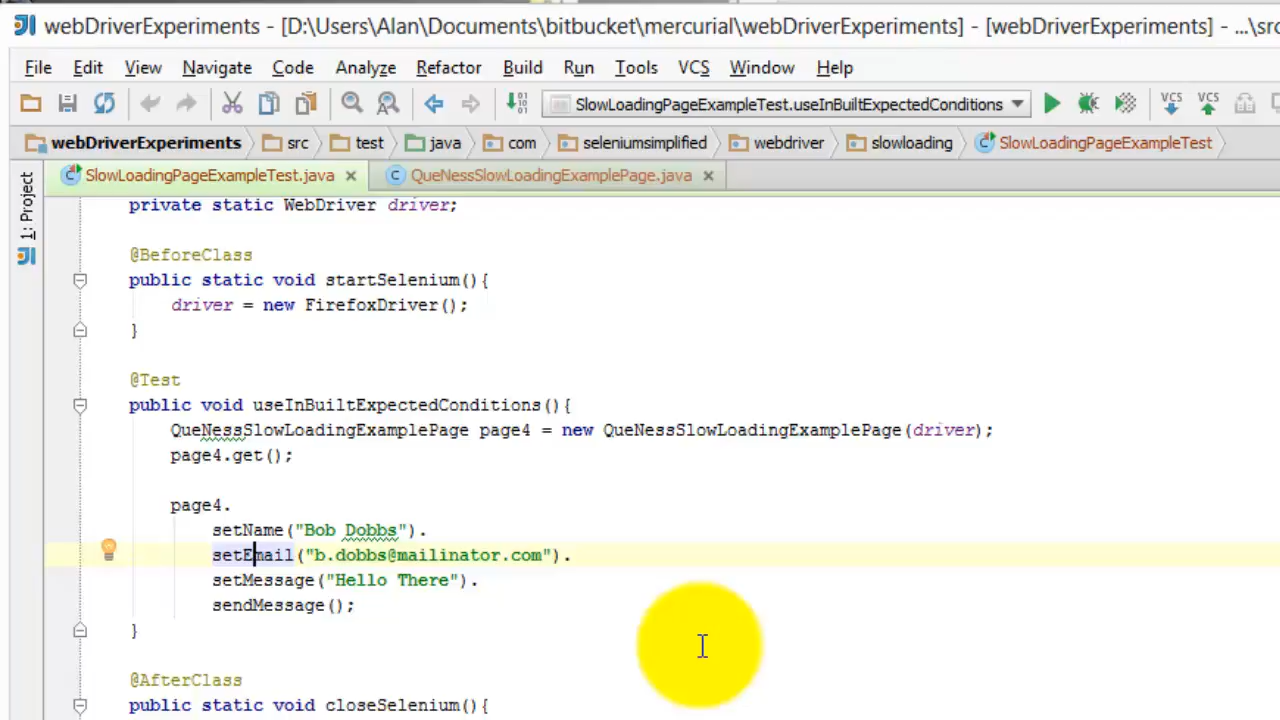 webDriverExperiments - [D:\Users\Alan\Documents\bitbucket\mercurial\webDriverExperiments] - [webDriverExperiments] - ...\src
File Edit View Navigate Code Analyze Refactor Build Run Tools VCS Window Help
SlowLoadingPageExampleTest.useInBuiltExpectedConditions VCS VCS
webDriverExperiments src test java com seleniumsimplified webdriver slowloading SlowLoadingPageExampleTest
SlowLoadingPageExampleTest.java QueNessSlowLoadingExamplePage.java
1: Project
private static WebDriver driver;
@BeforeClass
public static void startSelenium(){
driver = new FirefoxDriver();
}
@Test
public void useInBuiltExpectedConditions(){
QueNessSlowLoadingExamplePage page4 = new QueNessSlowLoadingExamplePage(driver);
page4.get();
page4.
setName("Bob Dobbs").
setEmail("b.dobbs@mailinator.com").
setMessage("Hello There").
sendMessage();
}
@AfterClass
public static void closeSelenium(){